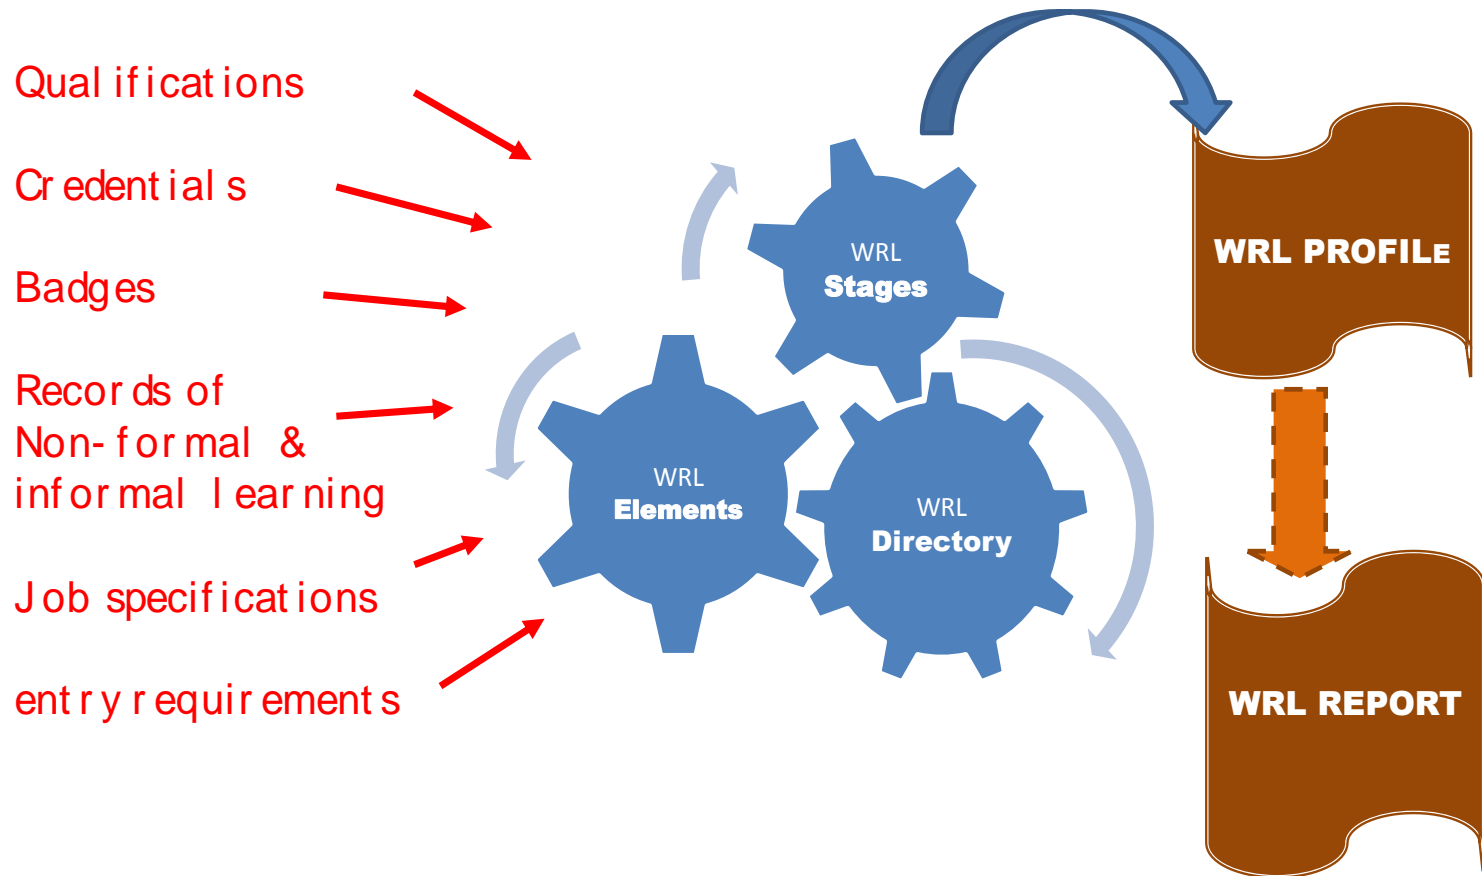 Qualifications
Credentials
Badges
Records of
Non-formal &
informal learning
Job specifications
entry requirements
WRL
Stages
WRL
Elements
WRL
Directory
WRL PROFILE
WRL REPORT